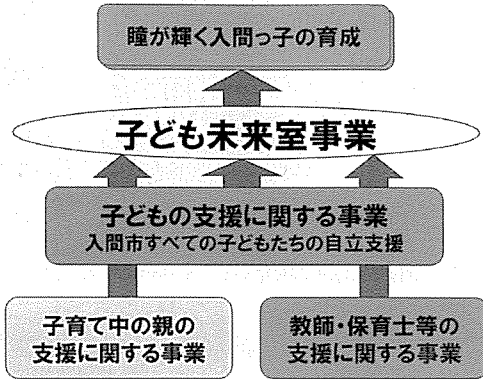 瞳が輝く入間っ子の育成
子ども未来室事業
子どもの支援に関する事業
入間市すべての子どもたちの自立支援
子育て中の親の
支援に関する事業
教師・保育士等の
支援に関する事業